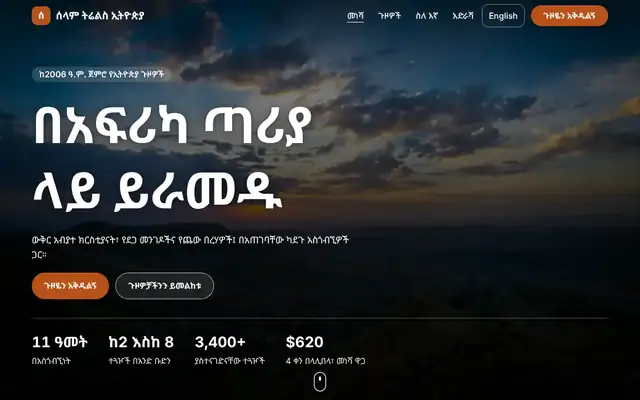 ሰ ሰላም ትሬልስ ኢትዮጵያ
መነሻ ጉዞዎች ስለ እኛ አድራሻ English ጉዞዬን አቅዱልኝ
ከ2006 ዓ.ም. ጀምሮ የኢትዮጵያ ጉዞዎች
በአፍሪካ ጣሪያ
ላይ ይራመዱ
ውቅር አብያተ ክርስቲያናት፣ የደጋ መንገዶችና የጨው በረሃዎች፤ በአጠገባቸው ካደጉ አስጎብኚዎች
ጋር።
ጉዞዬን አቅዱልኝ ጉዞዎቻችንን ይመልከቱ
11 ዓመት ከ2 እስከ 8 3,400+ $620
በአስጎብኚነት ተጓዦች በአንድ ቡድን ያስተናገድናቸው ተጓዦች 4 ቀን በላሊበላ፣ መነሻ ዋጋ